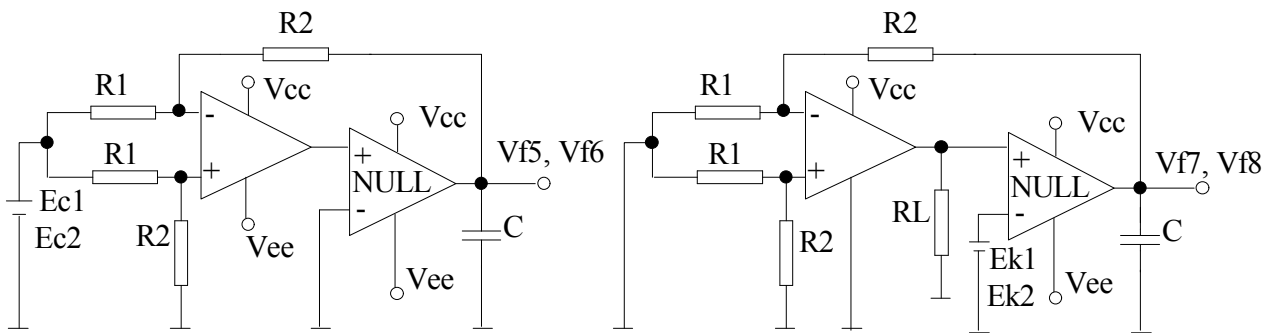 R2
R1
Vcc
-
Vcc
R1
+
+
NULL
-
Vf5, Vf6
Ec1
Ec2
R2
Vee
C
Vee
R2
R1
Vcc
-
Vcc
R1
+
+
NULL
-
Vf7, Vf8
R2
RL
Ek1
Ek2
C
Vee